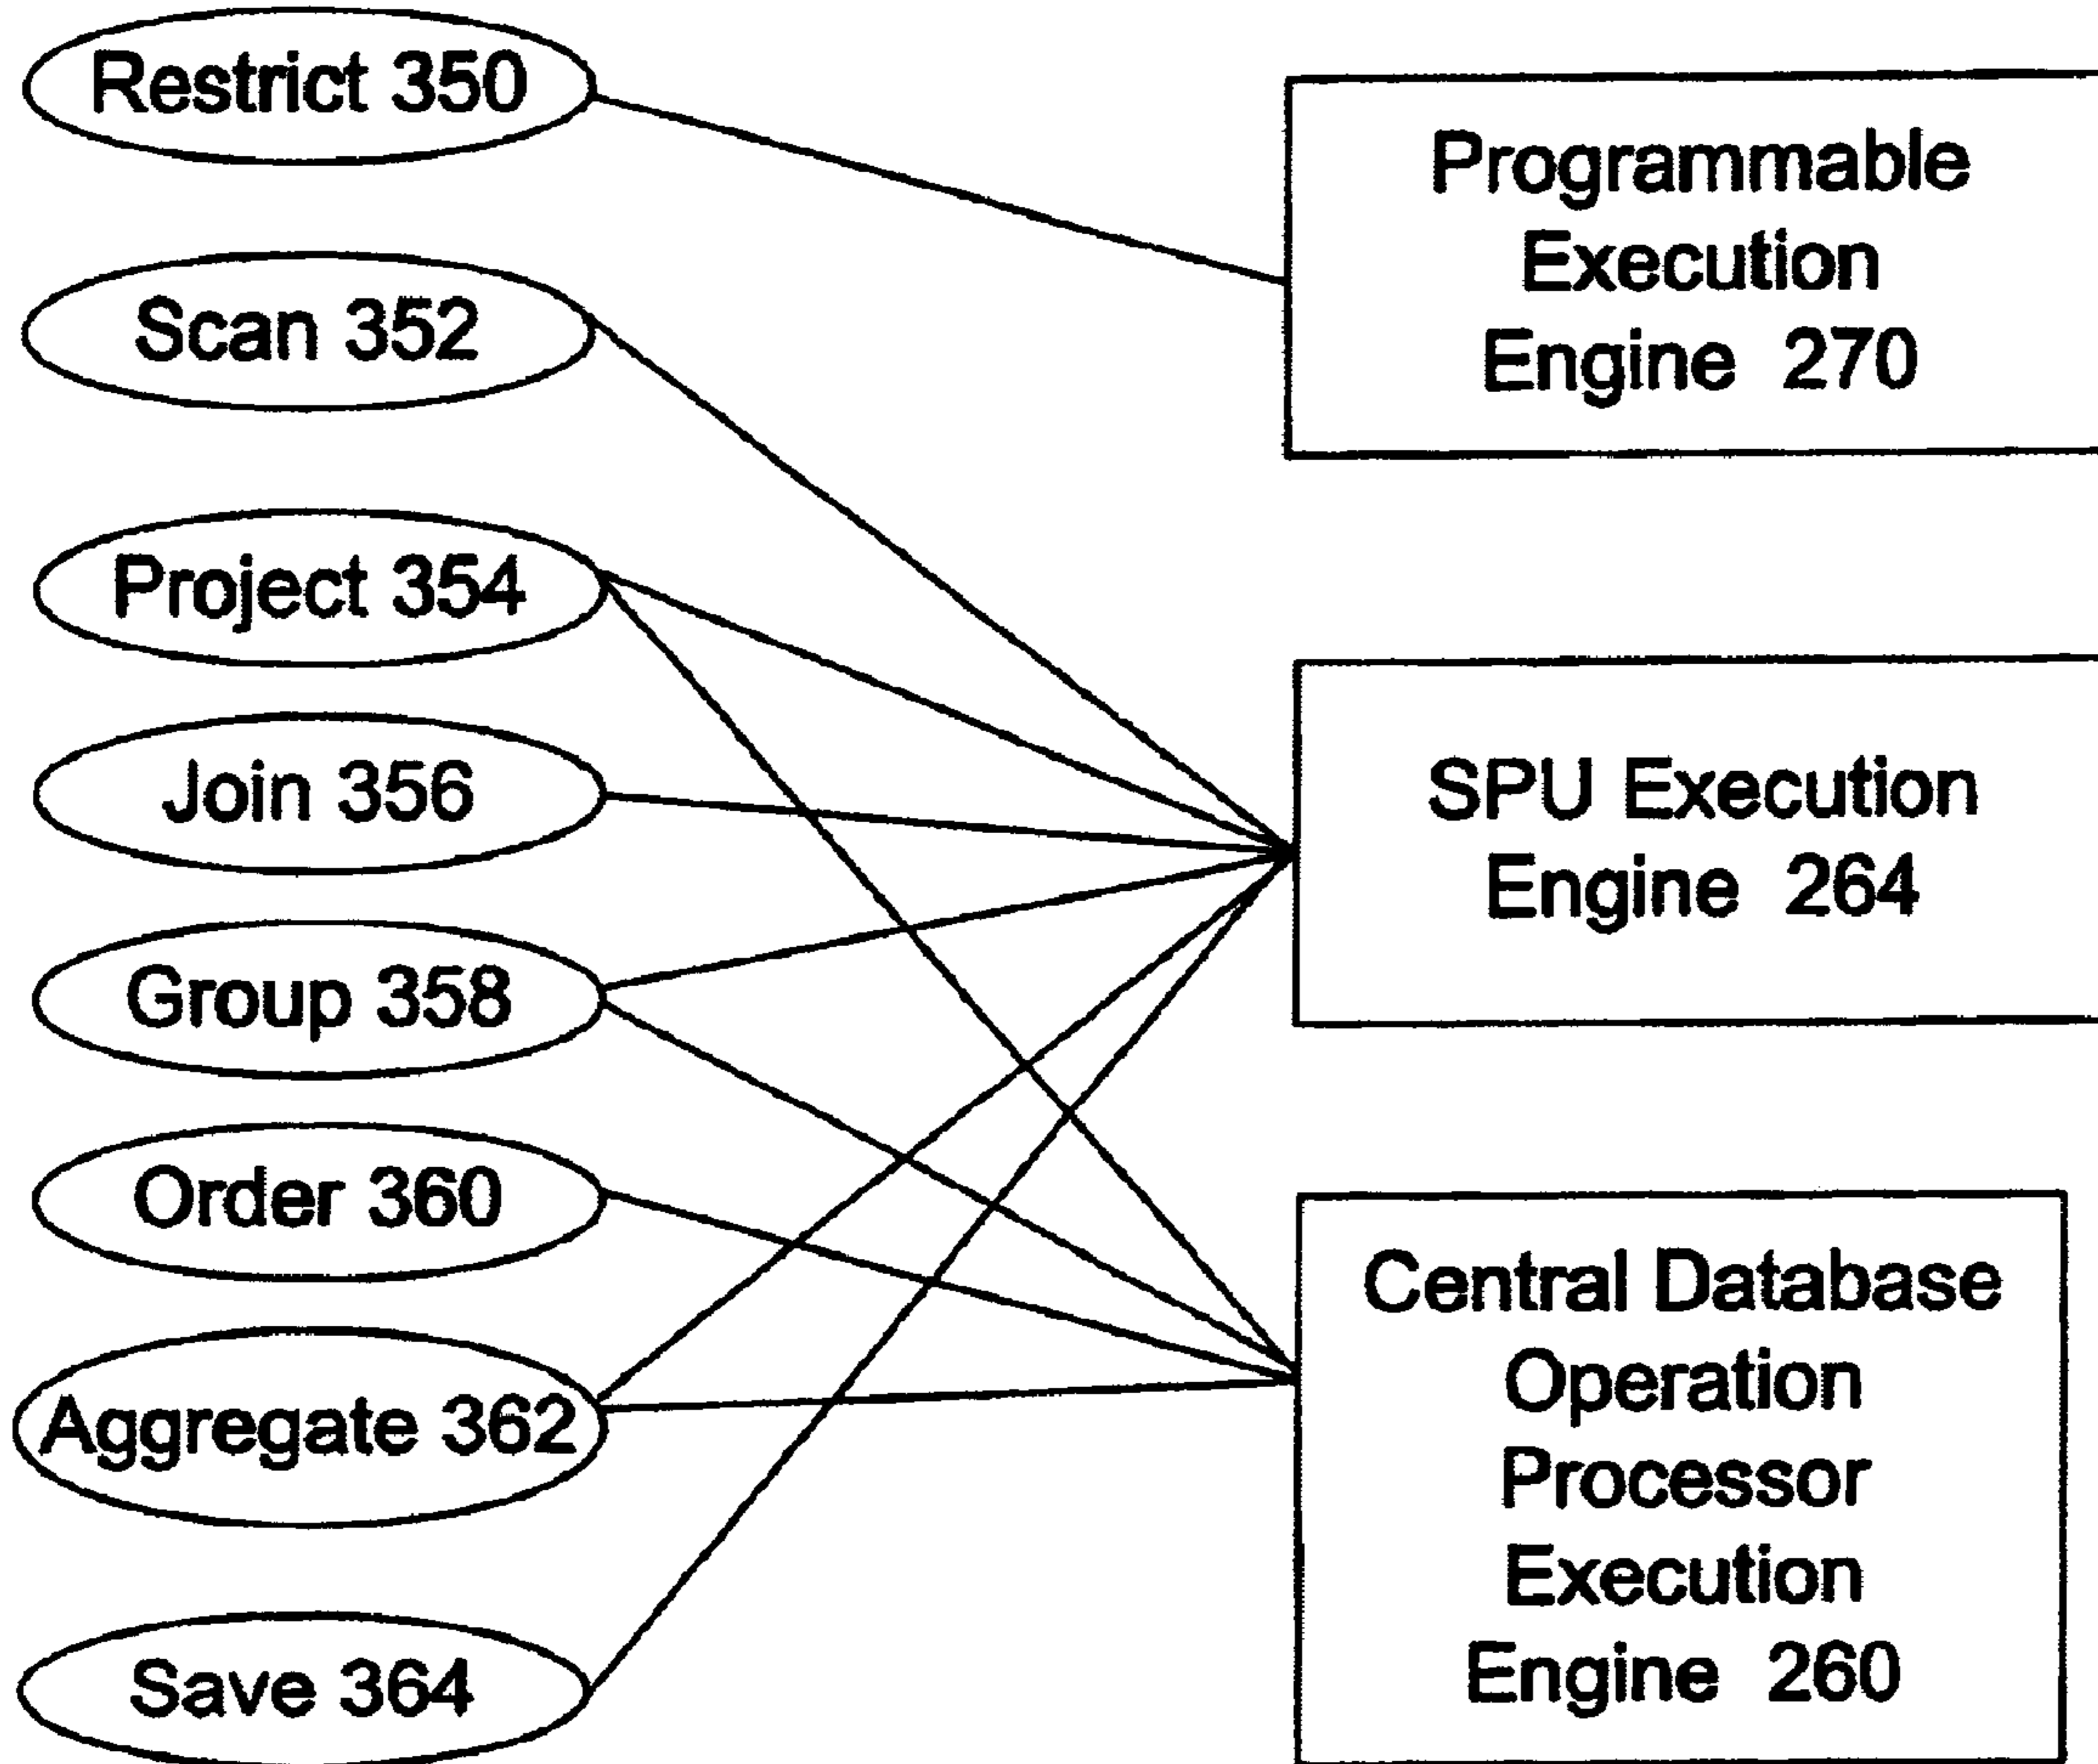 Restrict 350
Scan 352
Project 354
Join 356
Group 358
Order 360
Aggregate 362
Save 364
Programmable
Execution
Engine 270
SPU Execution
Engine 264
Central Database
Operation
Processor
Execution
Engine 260